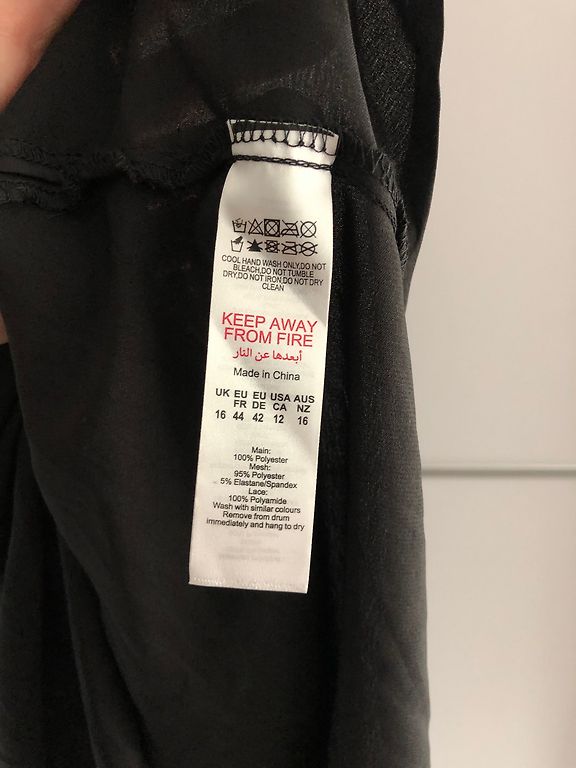 COOL HAND WASH ONLY,DO NOT
BLEACH,DO NOT TUMBLE
DRY,DO NOT IRON,DO NOT DRY
CLEAN
KEEP AWAY
FROM FIRE
أبعدها عن النار
Made in China
UK EU EU USA AUS
FR DE CA NZ
16 44 42 12 16
Main:
100% Polyester
Mesh:
95% Polyester
5% Elastane/Spandex
Lace:
100% Polyamide
Wash with similar colours
Remove from drum
immediately and hang to dry